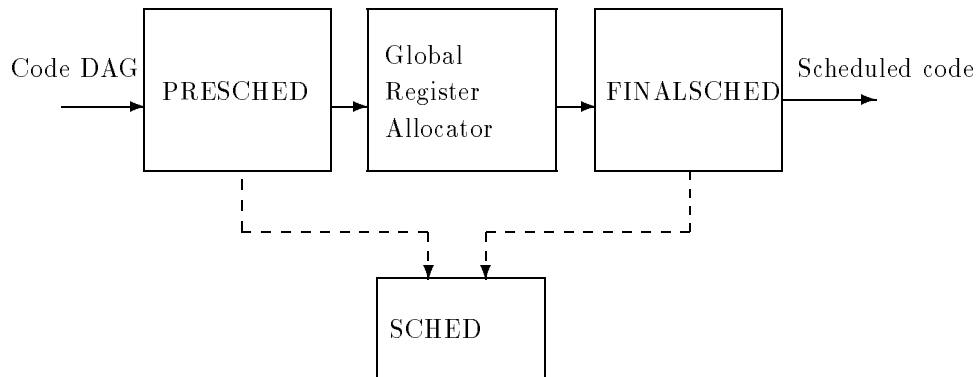 Code DAG
PRESCHED
Global
Register
Allocator
FINALSCHED
Scheduled code
SCHED